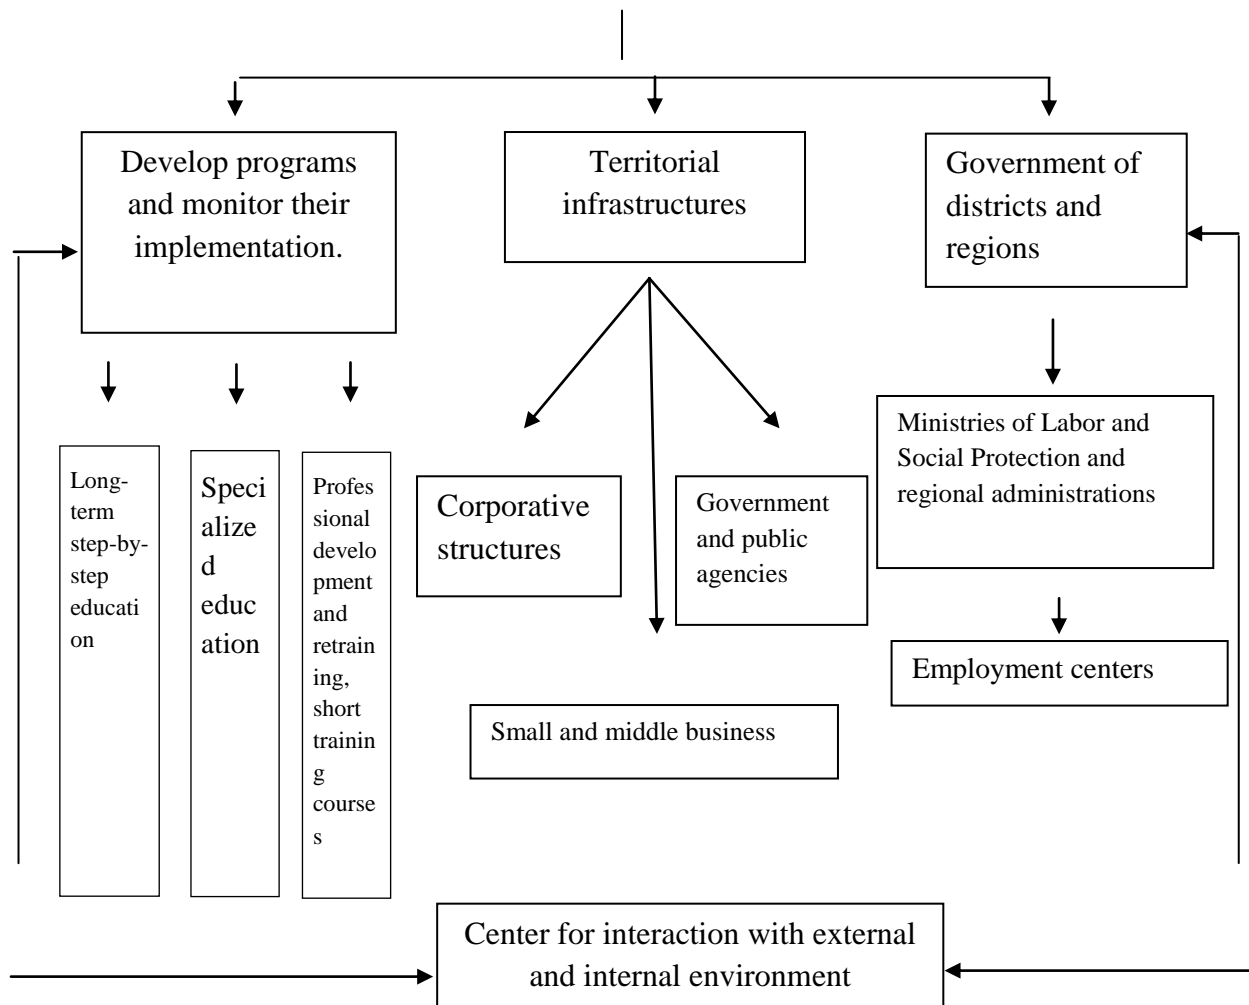 Develop programs
and monitor their
implementation.
Territorial
infrastructures
Government of
districts and
regions
Long-
term
step-by-
step
educati
on
Speci
alize
d
educ
ation
Profes
sional
develo
pment
and
retrain
ing,
short
trainin
g
course
s
Corporative
structures
Government
and public
agencies
Ministries of Labor and
Social Protection and
regional administrations
Employment centers
Small and middle business
Center for interaction with external
and internal environment